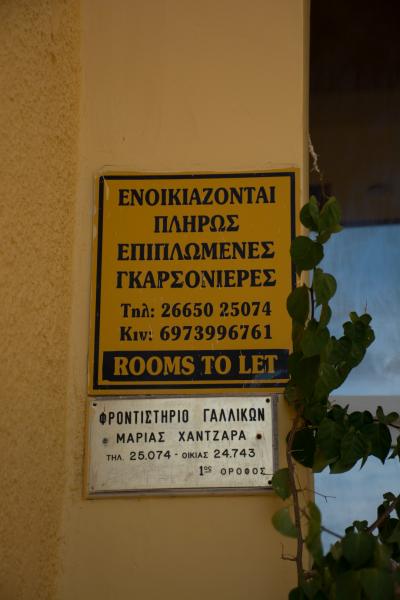 ΕΝΟΙΚΙΑΖΟΝΤΑΙ
ΠΛΗΡΩΣ
ΕΠΙΠΛΩΜΕΝΕΣ
ΓΚΑΡΣΟΝΙΕΡΕΣ
Τηλ: 26650 25074
Κιν: 6973996761
ROOMS TO LET
ΦΡΟΝΤΙΣΤΗΡΙΟ ΓΑΛΛΙΚΩΝ
ΜΑΡΙΑΣ ΧΑΝΤΖΑΡΑ
ΤΗΛ. 25.074 - ΟΙΚΙΑΣ 24.743
1ος ΟΡΟΦΟΣ